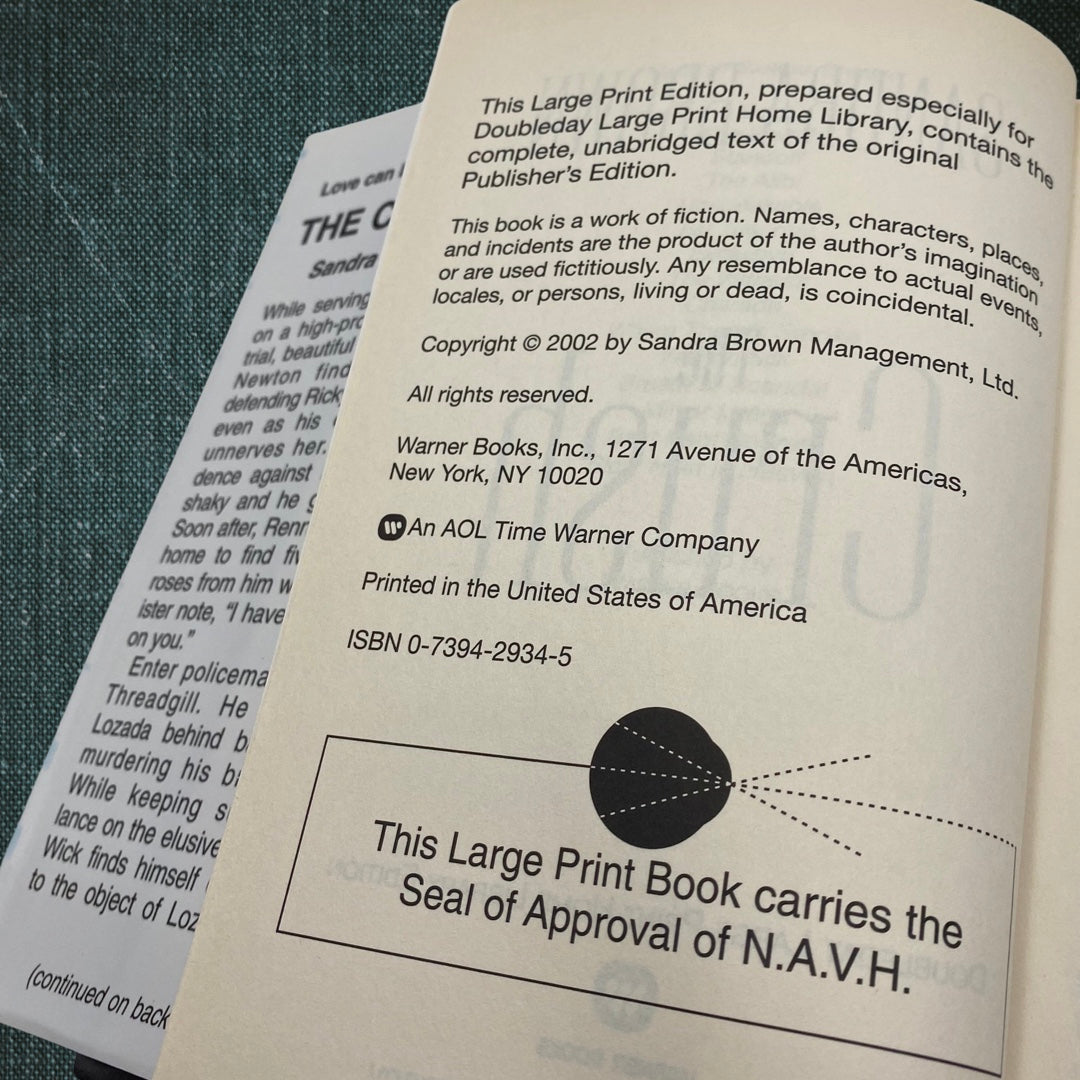 Love can
THE C
Sandra
While serving
on a high-pro
trial, beautiful
Newton find
defending Rick
even as his
unnerves her.
dence against
shaky and he
Soon after, Renn
home to find
roses from him w
ister note, "I have
on you."
Enter policema
Threadgill. He
Lozada behind b
murdering his b
While keeping s
lance on the elusive
Wick finds himself
to the object of Loz
(continued on back
This Large Print Edition, prepared especially for
Doubleday Large Print Home Library, contains the
complete, unabridged text of the original
Publisher's Edition.
This book is a work of fiction. Names, characters, places,
and incidents are the product of the author's imagination
or are used fictitiously. Any resemblance to actual events,
locales, or persons, living or dead, is coincidental.
Copyright © 2002 by Sandra Brown Management, Ltd.
All rights reserved.
Warner Books, Inc., 1271 Avenue of the Americas,
New York, NY 10020
An AOL Time Warner Company
Printed in the United States of America
ISBN 0-7394-2934-5
This Large Print Book carries the
Seal of Approval of N.A.V.H.